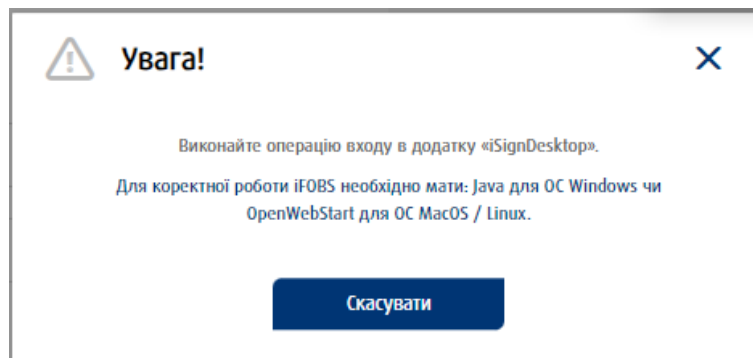 Увага!
Виконайте операцію входу в додатку «iSignDesktop».
Для коректної роботи iFOBS необхідно мати: Java для ОС Windows чи
OpenWebStart для ОС MacOS / Linux.
Скасувати